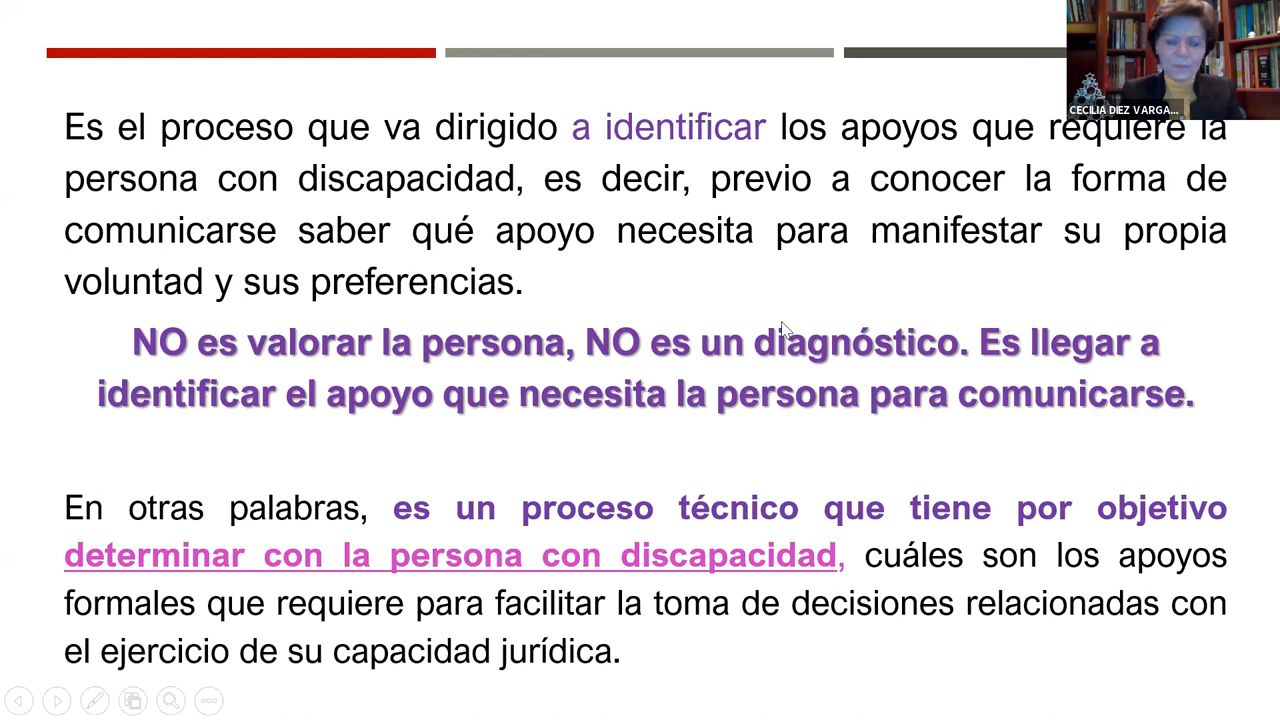 CECILIA DIEZ VARGA...
Es el proceso que va dirigido a identificar los apoyos que requiere la
persona con discapacidad, es decir, previo a conocer la forma de
comunicarse saber qué apoyo necesita para manifestar su propia
voluntad y sus preferencias.
NO es valorar la persona, NO es un diagnóstico. Es llegar a
identificar el apoyo que necesita la persona para comunicarse.
En otras palabras, es un proceso técnico que tiene por objetivo
determinar con la persona con discapacidad, cuáles son los apoyos
formales que requiere para facilitar la toma de decisiones relacionadas con
el ejercicio de su capacidad jurídica.